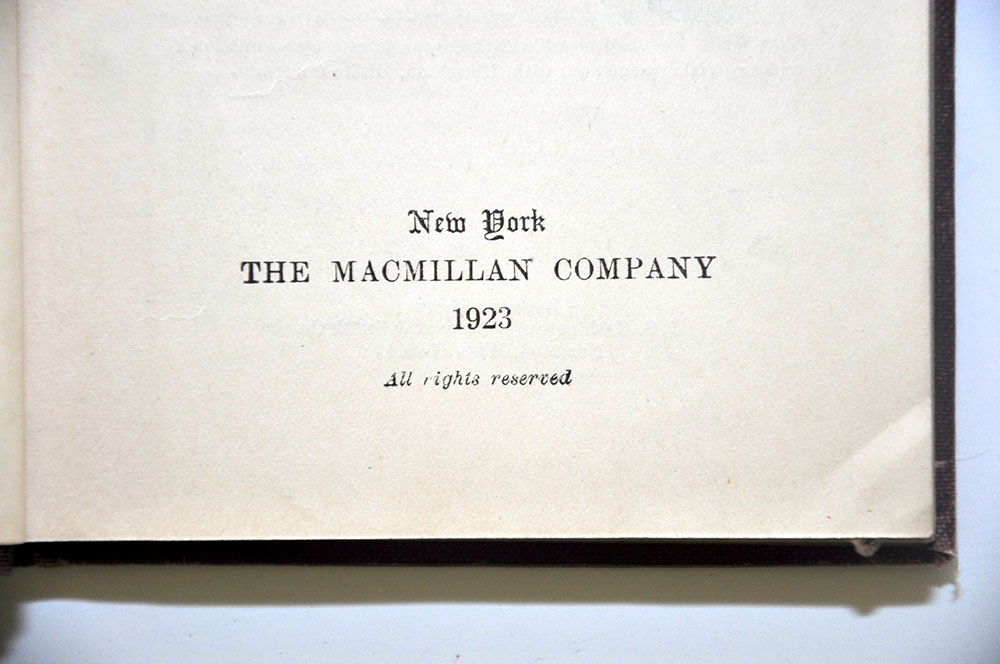 New York
THE MACMILLAN COMPANY
1923
All rights reserved